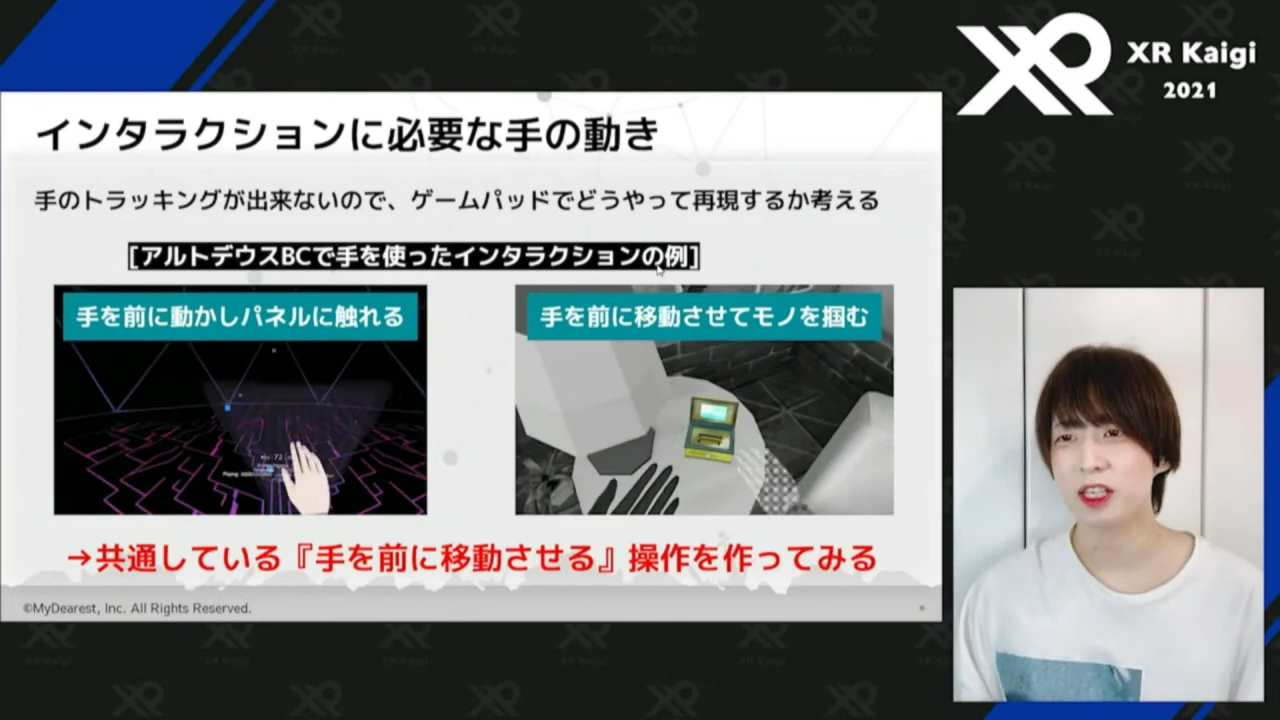 XR Kaigi
2021
インタラクションに必要な手の動き
手のトラッキングが出来ないので、ゲームパッドでどうやって再現するか考える
[アルトデウスBCで手を使ったインタラクションの例]
手を前に動かしパネルに触れる
手を前に移動させてモノを掴む
→共通している『手を前に移動させる』操作を作ってみる
©MyDearest, Inc. All Rights Reserved.